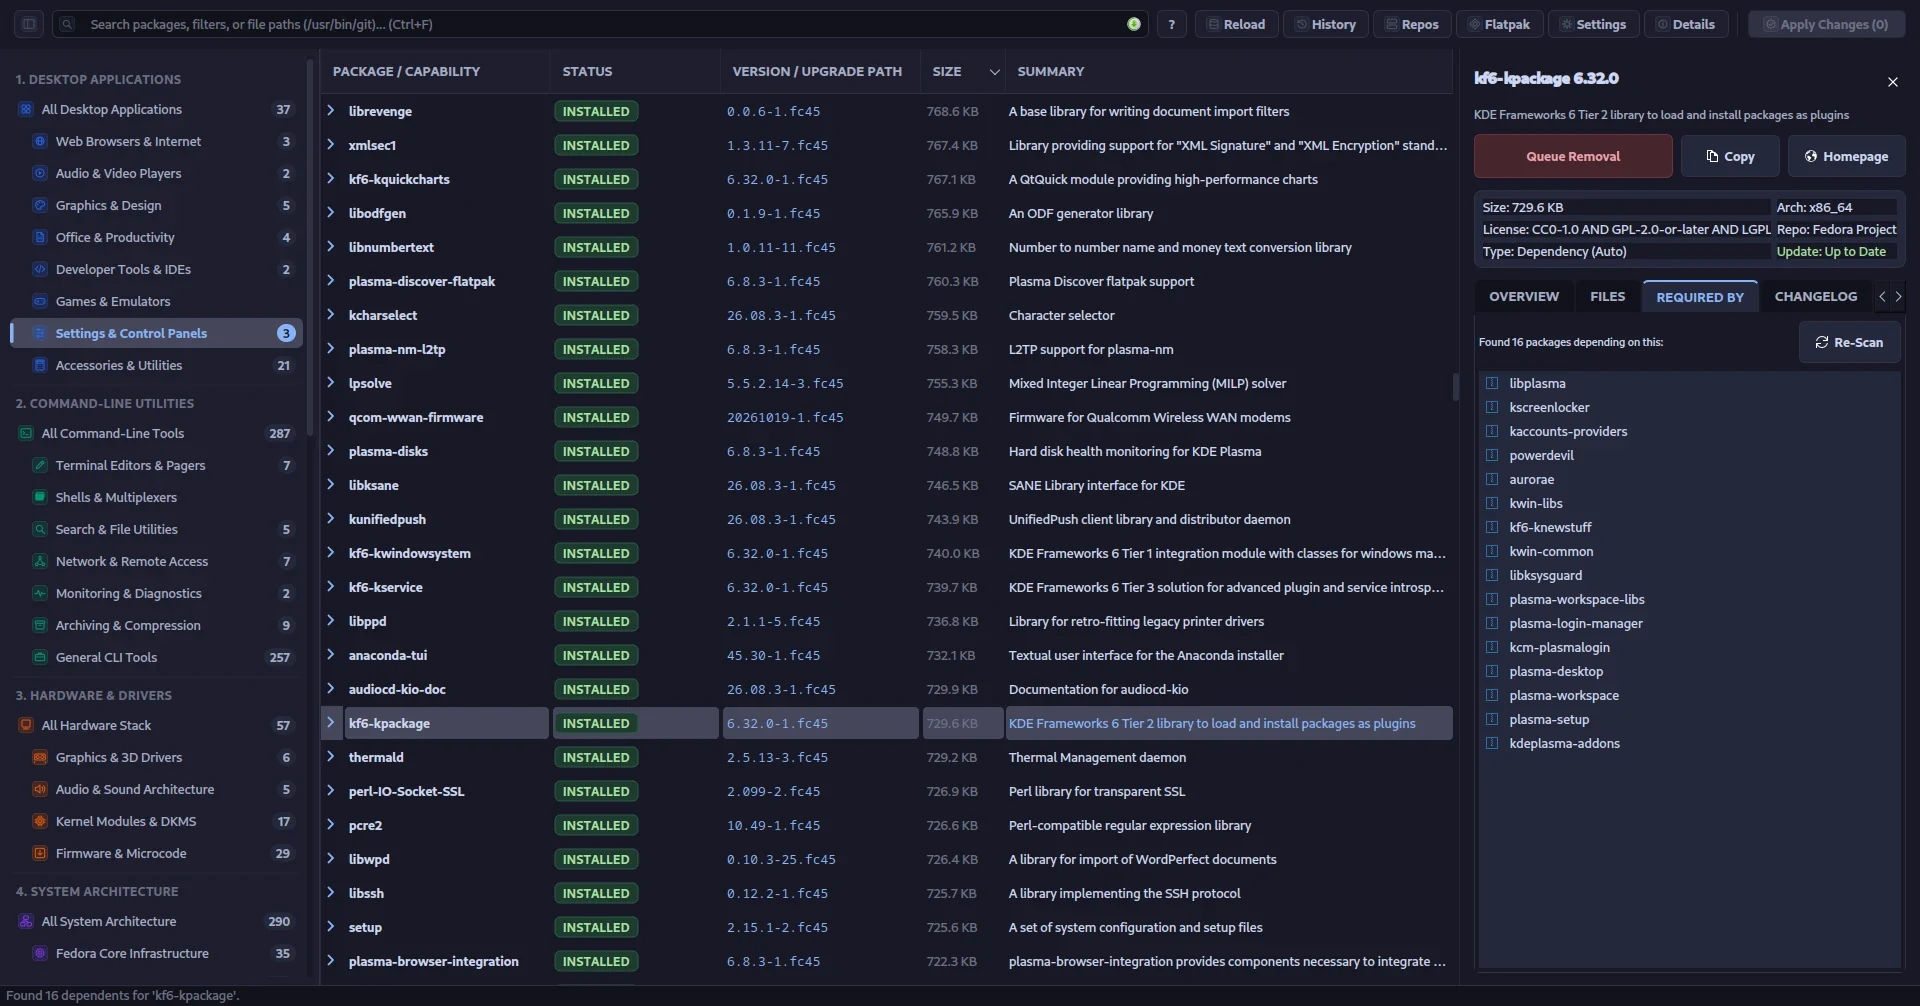 Search packages, filters, or file paths (/usr/bin/git)... (Ctrl+F)
?
Reload
History
Repos
Flatpak
Settings
Details
Apply Changes (0)
1. DESKTOP APPLICATIONS
All Desktop Applications 37
Web Browsers & Internet 3
Audio & Video Players 2
Graphics & Design 5
Office & Productivity 4
Developer Tools & IDEs 2
Games & Emulators
Settings & Control Panels 3
Accessories & Utilities 21
2. COMMAND-LINE UTILITIES
All Command-Line Tools 287
Terminal Editors & Pagers 7
Shells & Multiplexers
Search & File Utilities 5
Network & Remote Access 7
Monitoring & Diagnostics 2
Archiving & Compression 9
General CLI Tools 257
3. HARDWARE & DRIVERS
All Hardware Stack 57
Graphics & 3D Drivers 6
Audio & Sound Architecture 5
Kernel Modules & DKMS 17
Firmware & Microcode 29
4. SYSTEM ARCHITECTURE
All System Architecture 290
Fedora Core Infrastructure 35
PACKAGE / CAPABILITY STATUS VERSION / UPGRADE PATH SIZE SUMMARY
librevenge INSTALLED 0.0.6-1.fc45 768.6 KB A base library for writing document import filters
xmlsec1 INSTALLED 1.3.11-7.fc45 767.4 KB Library providing support for "XML Signature" and "XML Encryption" stand...
kf6-kquickcharts INSTALLED 6.32.0-1.fc45 767.1 KB A QtQuick module providing high-performance charts
libodfgen INSTALLED 0.1.9-1.fc45 765.9 KB An ODF generator library
libnumbertext INSTALLED 1.0.11-11.fc45 761.2 KB Number to number name and money text conversion library
plasma-discover-flatpak INSTALLED 6.8.3-1.fc45 760.3 KB Plasma Discover flatpak support
kcharselect INSTALLED 26.08.3-1.fc45 759.5 KB Character selector
plasma-nm-l2tp INSTALLED 6.8.3-1.fc45 758.3 KB L2TP support for plasma-nm
lpsolve INSTALLED 5.5.2.14-3.fc45 755.3 KB Mixed Integer Linear Programming (MILP) solver
qcom-wwan-firmware INSTALLED 20261019-1.fc45 749.7 KB Firmware for Qualcomm Wireless WAN modems
plasma-disks INSTALLED 6.8.3-1.fc45 748.8 KB Hard disk health monitoring for KDE Plasma
libksane INSTALLED 26.08.3-1.fc45 746.5 KB SANE Library interface for KDE
kunifiedpush INSTALLED 26.08.3-1.fc45 743.9 KB UnifiedPush client library and distributor daemon
kf6-kwindowsystem INSTALLED 6.32.0-1.fc45 740.0 KB KDE Frameworks 6 Tier 1 integration module with classes for windows ma...
kf6-kservice INSTALLED 6.32.0-1.fc45 739.7 KB KDE Frameworks 6 Tier 3 solution for advanced plugin and service introsp...
libppd INSTALLED 2.1.1-5.fc45 736.8 KB Library for retro-fitting legacy printer drivers
anaconda-tui INSTALLED 45.30-1.fc45 732.1 KB Textual user interface for the Anaconda installer
audiocd-kio-doc INSTALLED 26.08.3-1.fc45 729.9 KB Documentation for audiocd-kio
kf6-kpackage INSTALLED 6.32.0-1.fc45 729.6 KB KDE Frameworks 6 Tier 2 library to load and install packages as plugins
thermald INSTALLED 2.5.13-3.fc45 729.2 KB Thermal Management daemon
perl-IO-Socket-SSL INSTALLED 2.099-2.fc45 726.9 KB Perl library for transparent SSL
pcre2 INSTALLED 10.49-1.fc45 726.6 KB Perl-compatible regular expression library
libwpd INSTALLED 0.10.3-25.fc45 726.4 KB A library for import of WordPerfect documents
libssh INSTALLED 0.12.2-1.fc45 725.7 KB A library implementing the SSH protocol
setup INSTALLED 2.15.1-2.fc45 725.6 KB A set of system configuration and setup files
plasma-browser-integration INSTALLED 6.8.3-1.fc45 722.3 KB plasma-browser-integration provides components necessary to integrate ...
kf6-kpackage 6.32.0
KDE Frameworks 6 Tier 2 library to load and install packages as plugins
Queue Removal
Copy
Homepage
Size: 729.6 KB Arch: x86_64
License: CC0-1.0 AND GPL-2.0-or-later AND LGPL Repo: Fedora Project
Type: Dependency (Auto) Update: Up to Date
OVERVIEW FILES REQUIRED BY CHANGELOG
Found 16 packages depending on this:
Re-Scan
libplasma
kscreenlocker
kaccounts-providers
powerdevil
aurorae
kwin-libs
kf6-knewstuff
kwin-common
libksysguard
plasma-workspace-libs
plasma-login-manager
kcm-plasmalogin
plasma-desktop
plasma-workspace
plasma-setup
kdeplasma-addons
Found 16 dependents for 'kf6-kpackage'.